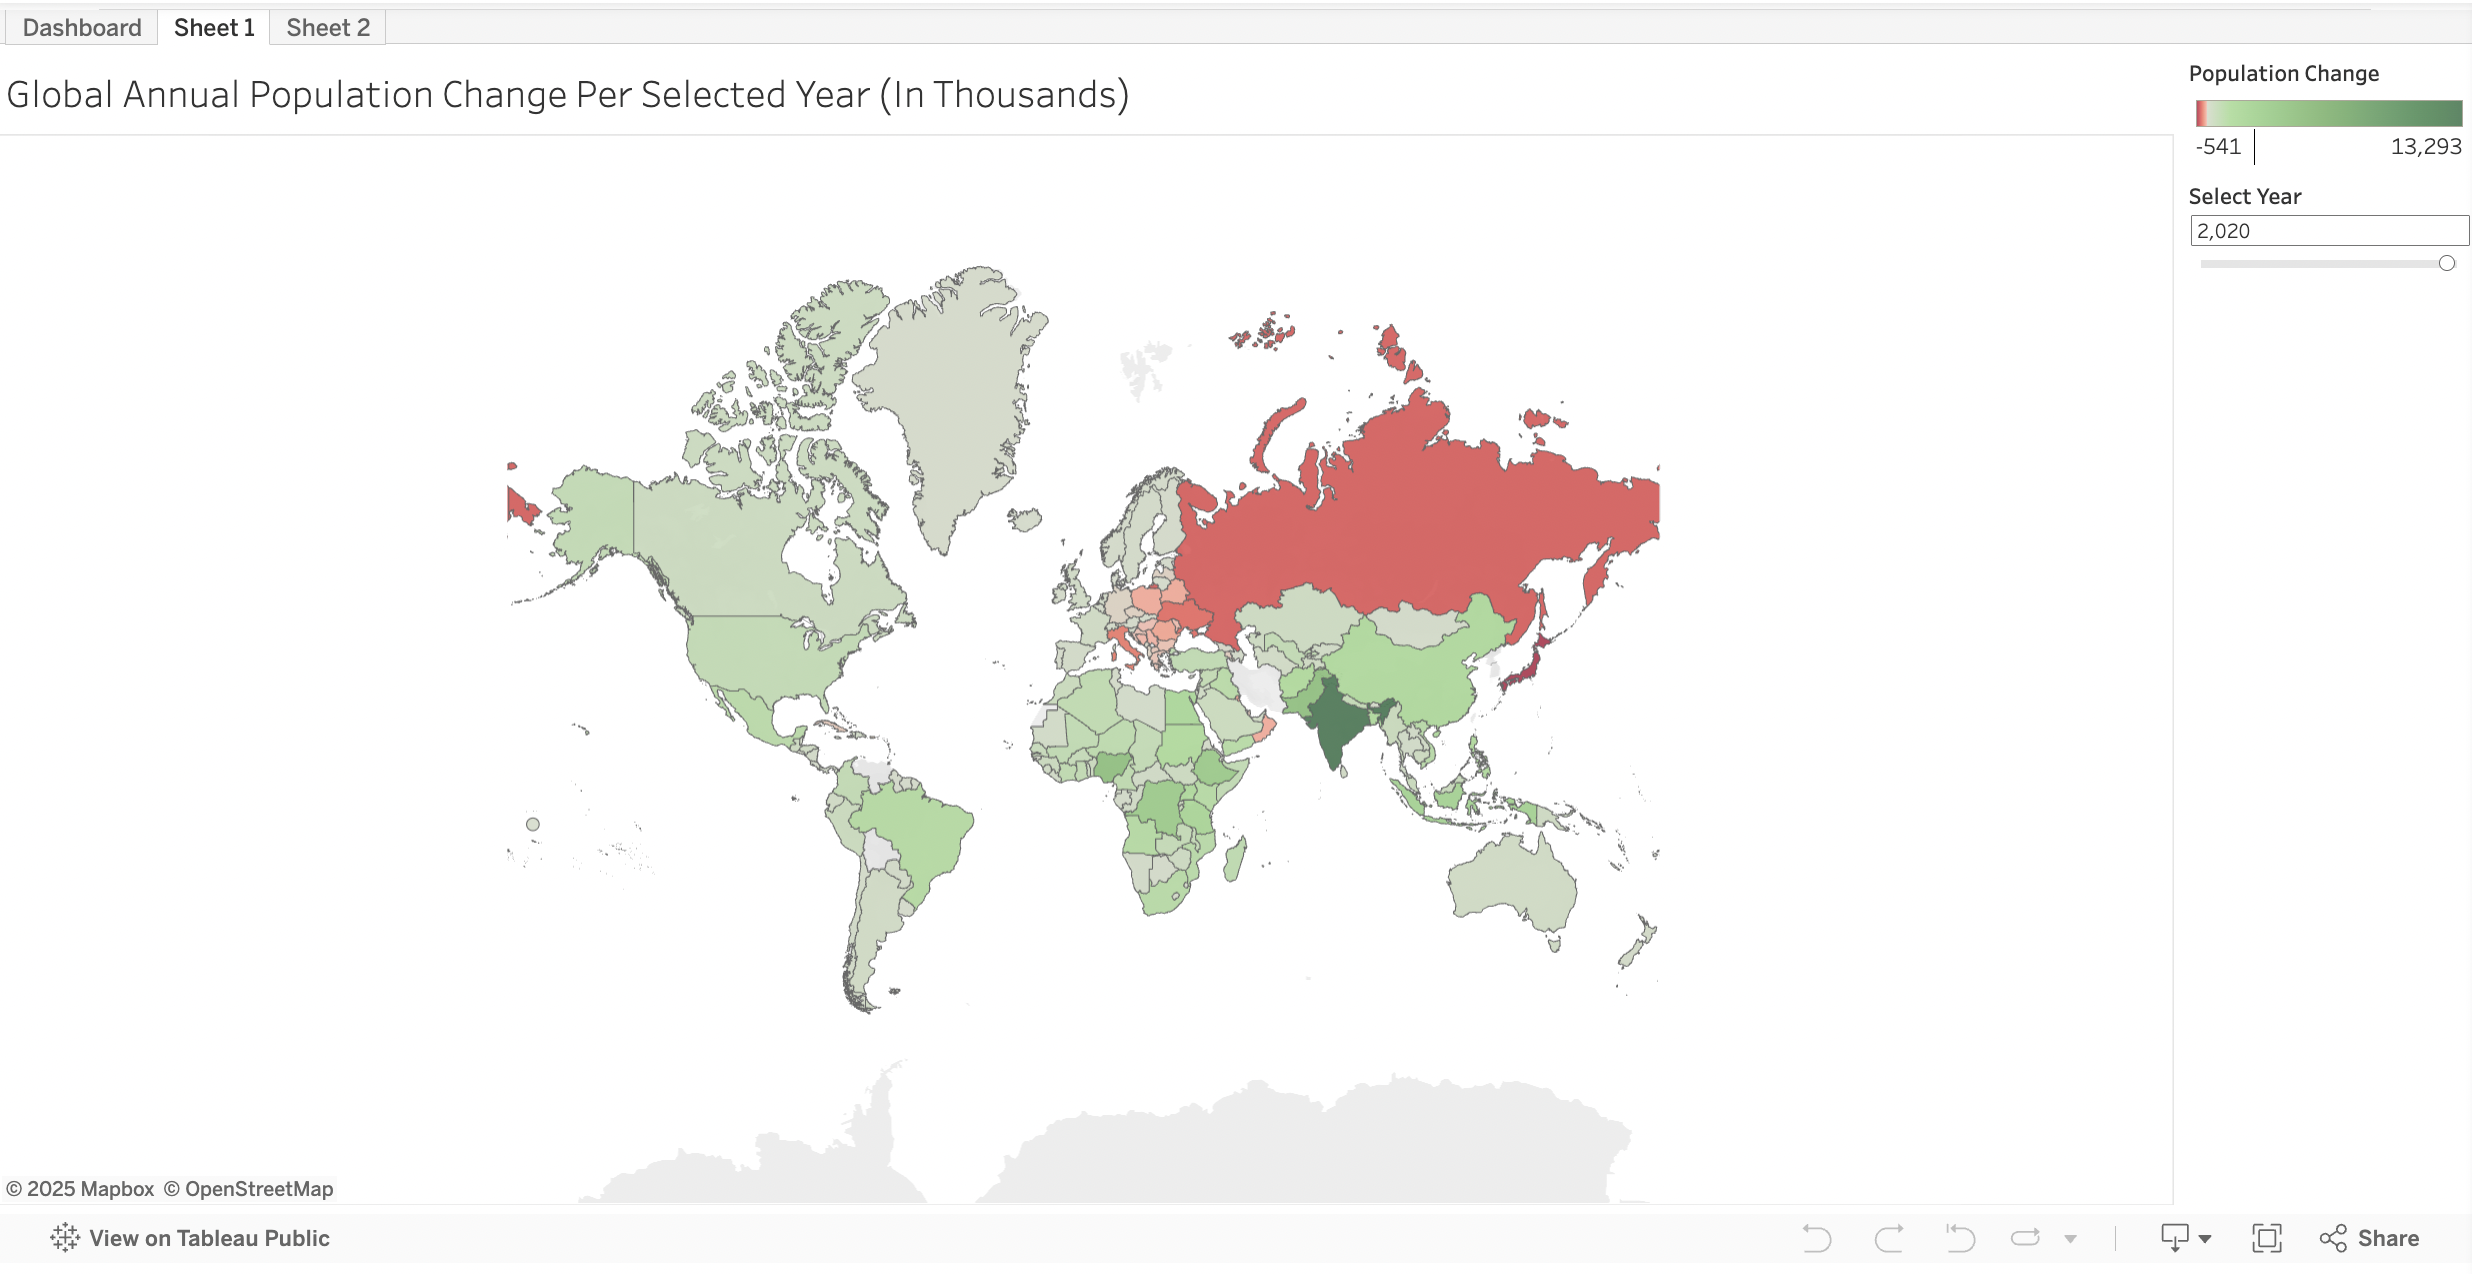 Dashboard
Sheet 1
Sheet 2
Global Annual Population Change Per Selected Year (In Thousands)
Population Change
-541
13,293
Select Year
2,020
© 2025 Mapbox © OpenStreetMap
View on Tableau Public
Share